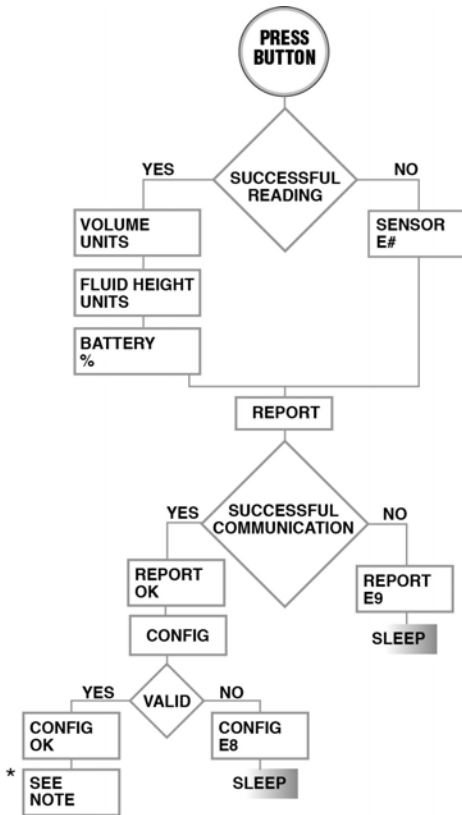 PRESS
BUTTON
YES
SUCCESSFUL
READING
NO
VOLUME
UNITS
SENSOR
E#
FLUID HEIGHT
UNITS
BATTERY
%
REPORT
YES
SUCCESSFUL
COMMUNICATION
NO
REPORT
OK
REPORT
E9
CONFIG
SLEEP
YES
VALID
NO
CONFIG
OK
CONFIG
E8
*
SEE
NOTE
SLEEP